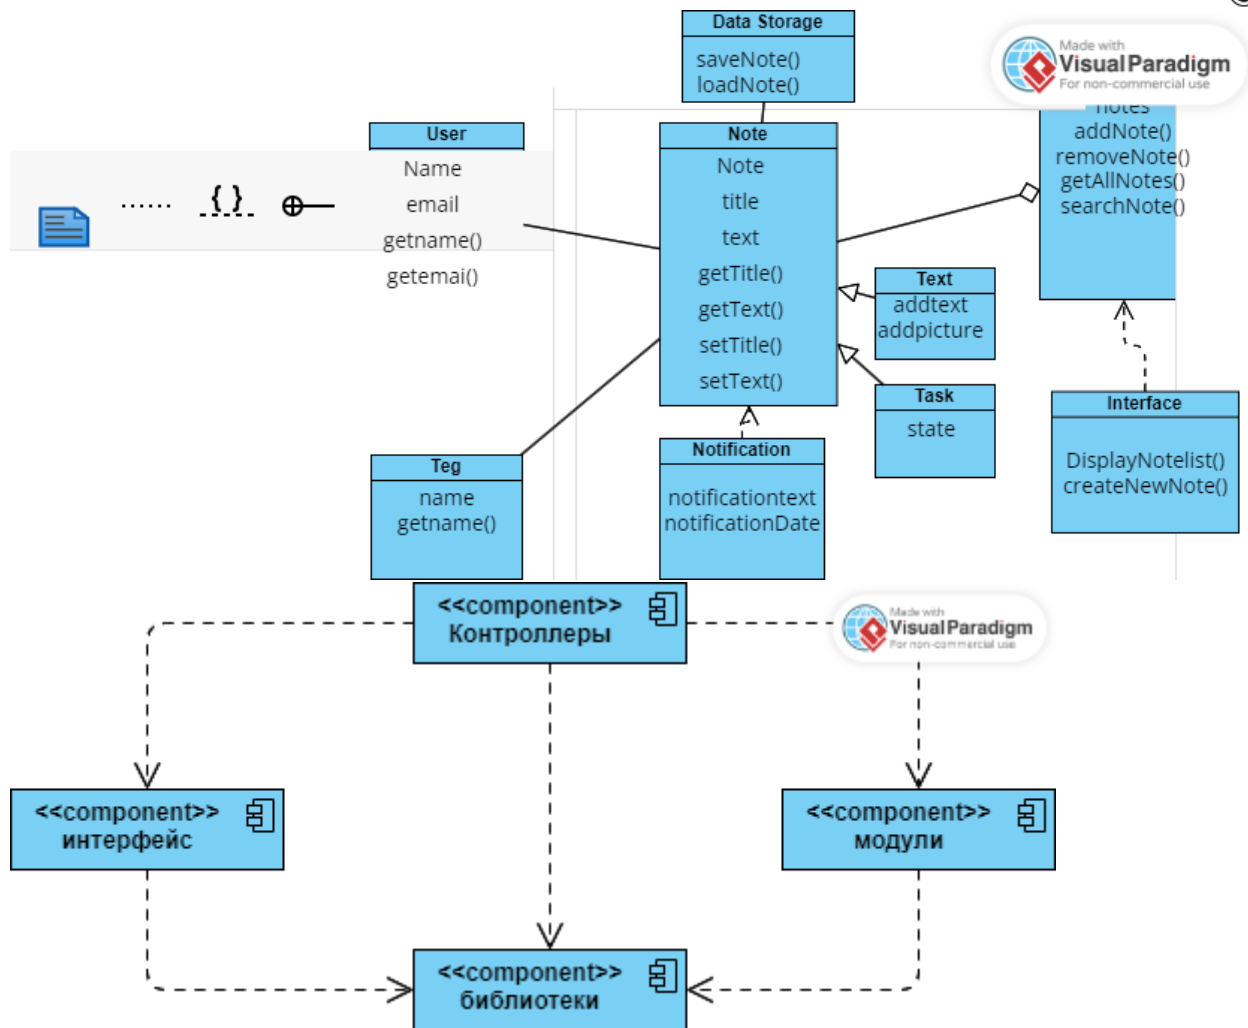 Data Storage
saveNote()
loadNote()
Made with
Visual Paradigm
For non-commercial use
User
Name
email
getname()
getemai()
{ }
Note
Note
title
text
getTitle()
getText()
setTitle()
setText()
notes
addNote()
removeNote()
getAllNotes()
searchNote()
Text
addtext
addpicture
Task
state
Interface
DisplayNotelist()
createNewNote()
Teg
name
getname()
Notification
notificationtext
notificationDate
<<component>>
Контроллеры
Made with
Visual Paradigm
For non-commercial use
<<component>>
интерфейс
<<component>>
модули
<<component>>
библиотеки